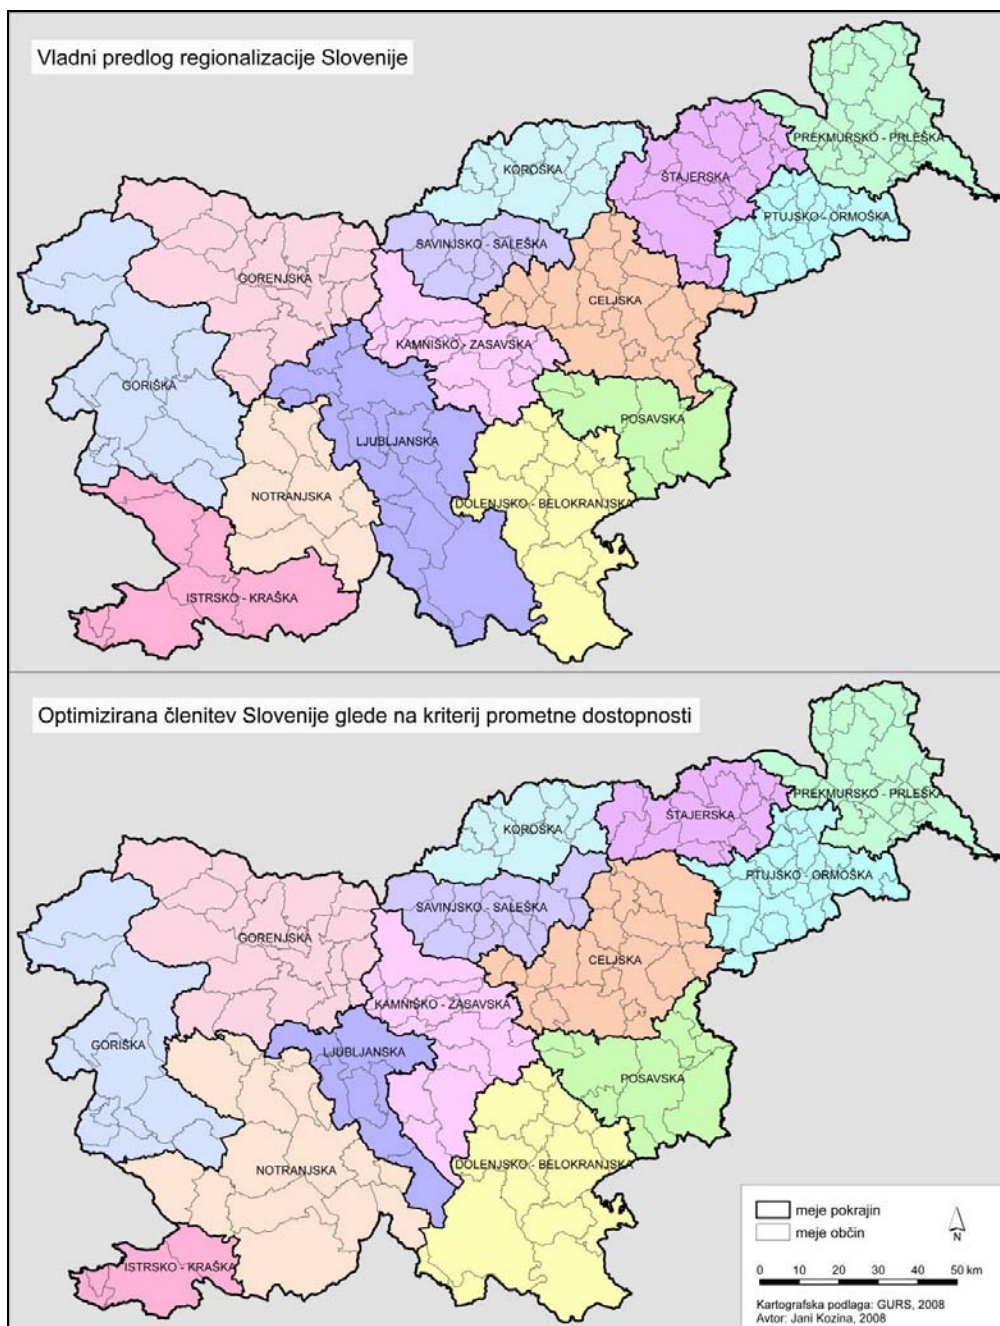 Vladni predlog regionalizacije Slovenije
PREKMURSKO - PRLEŠKA
KOROŠKA
ŠTAJERSKA
PTUJSKO - ORMOŠKA
SAVINJSKO - SALEŠKA
GORENJSKA
CELJSKA
KAMNIŠKO - ZASAVSKA
GORIŠKA
POSAVSKA
LJUBLJANSKA
NOTRANJSKA
DOLENJSKO - BELOKRANJSKA
ISTRSKO - KRAŠKA
Optimizirana členitev Slovenije glede na kriterij prometne dostopnosti
PREKMURSKO - PRLEŠKA
ŠTAJERSKA
KOROŠKA
PTUJSKO - ORMOŠKA
SAVINJSKO - SALEŠKA
GORENJSKA
CELJSKA
KAMNIŠKO - ZASAVSKA
GORIŠKA
LJUBLJANSKA
POSAVSKA
NOTRANJSKA
DOLENJSKO - BELOKRANJSKA
ISTRSKO - KRAŠKA
meje pokrajin
meje občin
N
0 10 20 30 40 50 km
Kartografska podlaga: GURS, 2008
Avtor: Jani Kozina, 2008